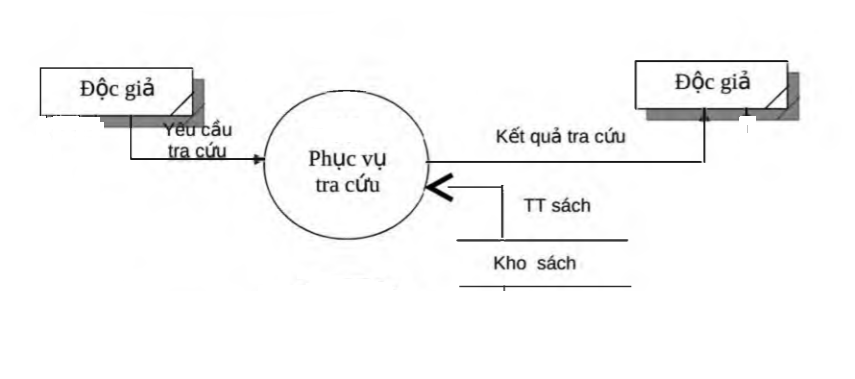 Độc giả
Độc giả
Yêu cầu
tra cứu
Kết quả tra cứu
Phục vụ
tra cứu
TT sách
Kho sách